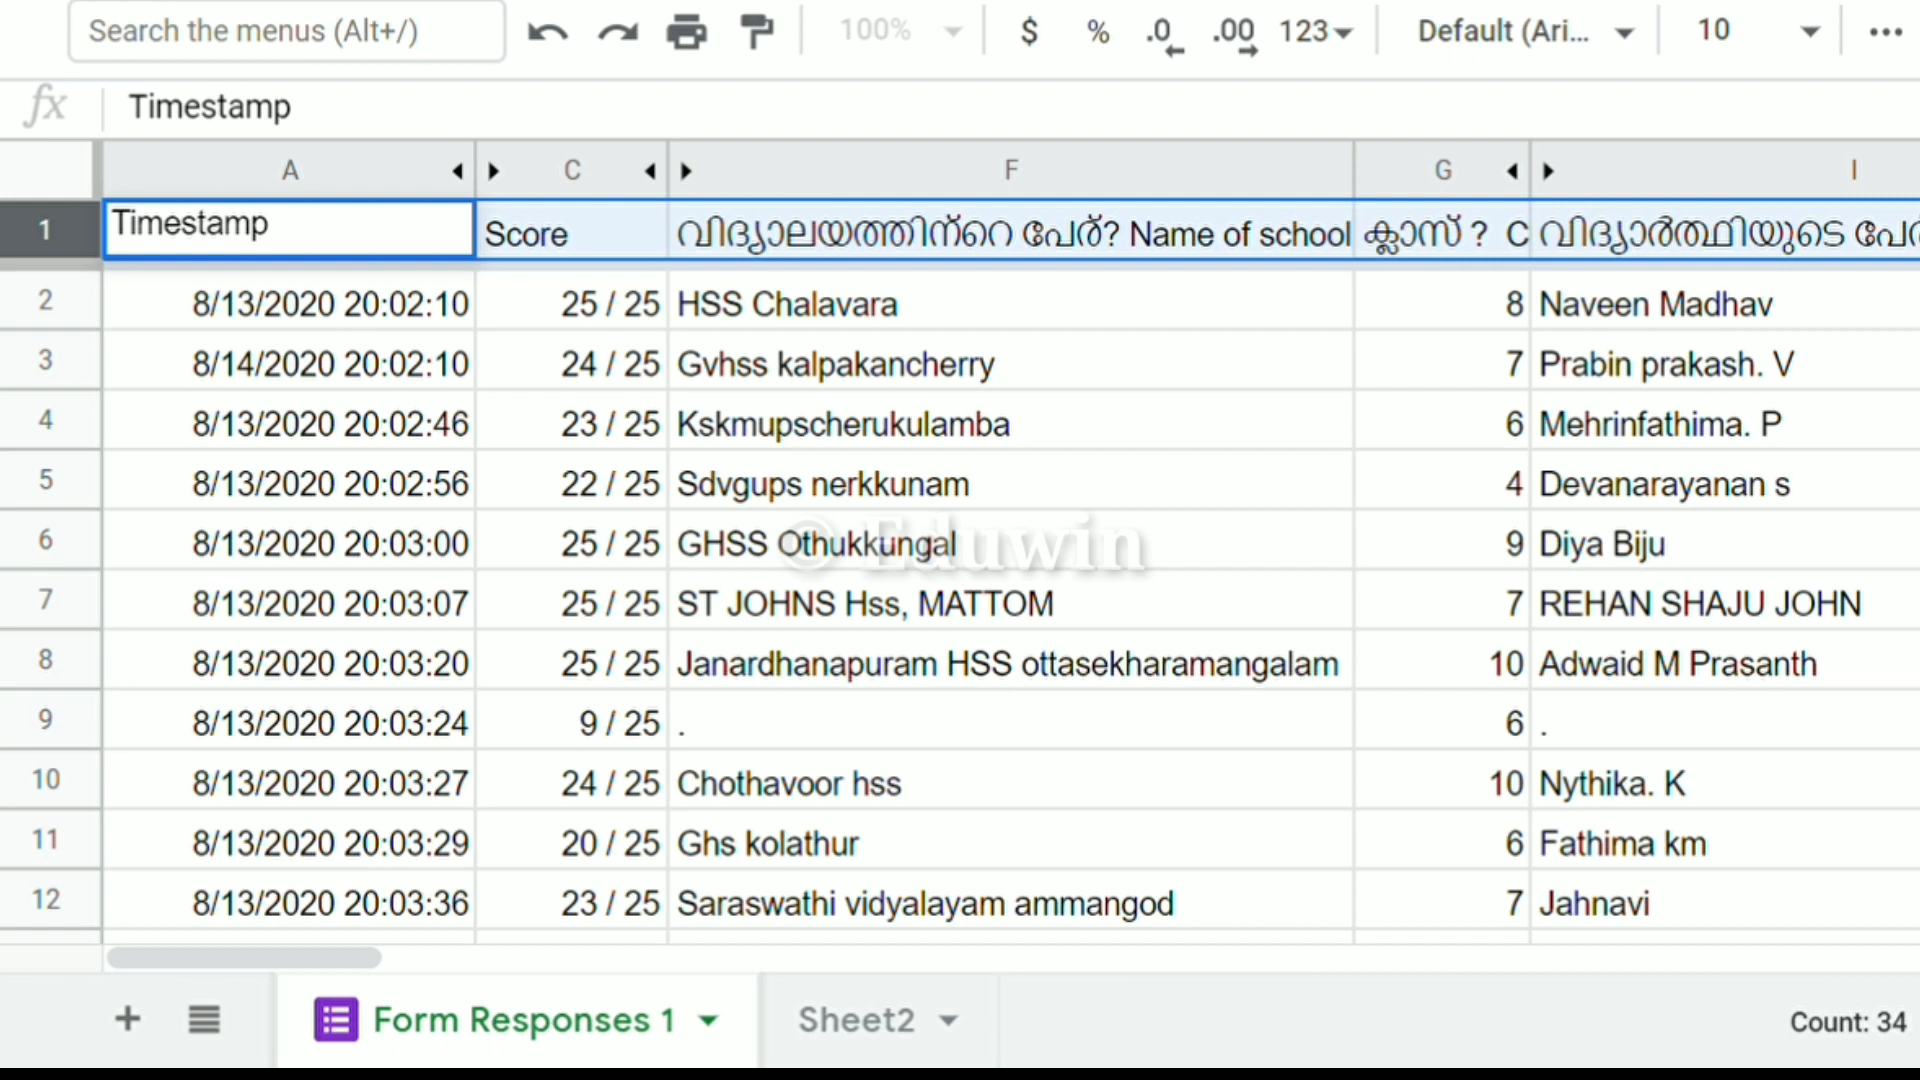 Search the menus (Alt+/) 100% $ % .0 .00 123 Default (Ari... 10
fx Timestamp
A C F G I
1 Timestamp Score വിദ്യാലയത്തിന്റെ പേര്? Name of school ക്ലാസ് ? C വിദ്യാർത്ഥിയുടെ
2 8/13/2020 20:02:10 25 / 25 HSS Chalavara 8 Naveen Madhav
3 8/14/2020 20:02:10 24 / 25 Gvhss kalpakancherry 7 Prabin prakash. V
4 8/13/2020 20:02:46 23 / 25 Kskmupscherukulamba 6 Mehrinfathima. P
5 8/13/2020 20:02:56 22 / 25 Sdvgups nerkkunam 4 Devanarayanan s
6 8/13/2020 20:03:00 25 / 25 GHSS Othukkungal 9 Diya Biju
© Eduwin
7 8/13/2020 20:03:07 25 / 25 ST JOHNS Hss, MATTOM 7 REHAN SHAJU JOHN
8 8/13/2020 20:03:20 25 / 25 Janardhanapuram HSS ottasekharamangalam 10 Adwaid M Prasanth
9 8/13/2020 20:03:24 9 / 25 . 6 .
10 8/13/2020 20:03:27 24 / 25 Chothavoor hss 10 Nythika. K
11 8/13/2020 20:03:29 20 / 25 Ghs kolathur 6 Fathima km
12 8/13/2020 20:03:36 23 / 25 Saraswathi vidyalayam ammangod 7 Jahnavi
Form Responses 1 Sheet2 Count: 34